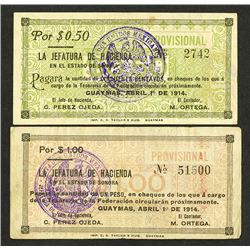 Por $ 0.50
PROVISIONAL
LA JEFATURA DE HACIENDA
2742
EN EL ESTADO DE SONORA
Pagará la cantidad de CINCUENTA CENTAVOS, en cheques de los que a
cargo de la Tesorería de la Federación circularán próximamente.
GUAYMAS, ABRIL 1º DE 1914.
El Jefe de Hacienda, El Contador,
C. PEREZ OJEDA. M. ORTEGA.
Por $ 1.00
PROVISIONAL
LA JEFATURA DE HACIENDA
Nº 51500
EN EL ESTADO DE SONORA
Pagará la cantidad de UN PESO, en cheques de los que a
cargo de la Tesorería de la Federación circularán próximamente.
GUAYMAS, ABRIL 1º DE 1914.
El Jefe de Hacienda, El Contador,
C. PEREZ OJEDA. M. ORTEGA.